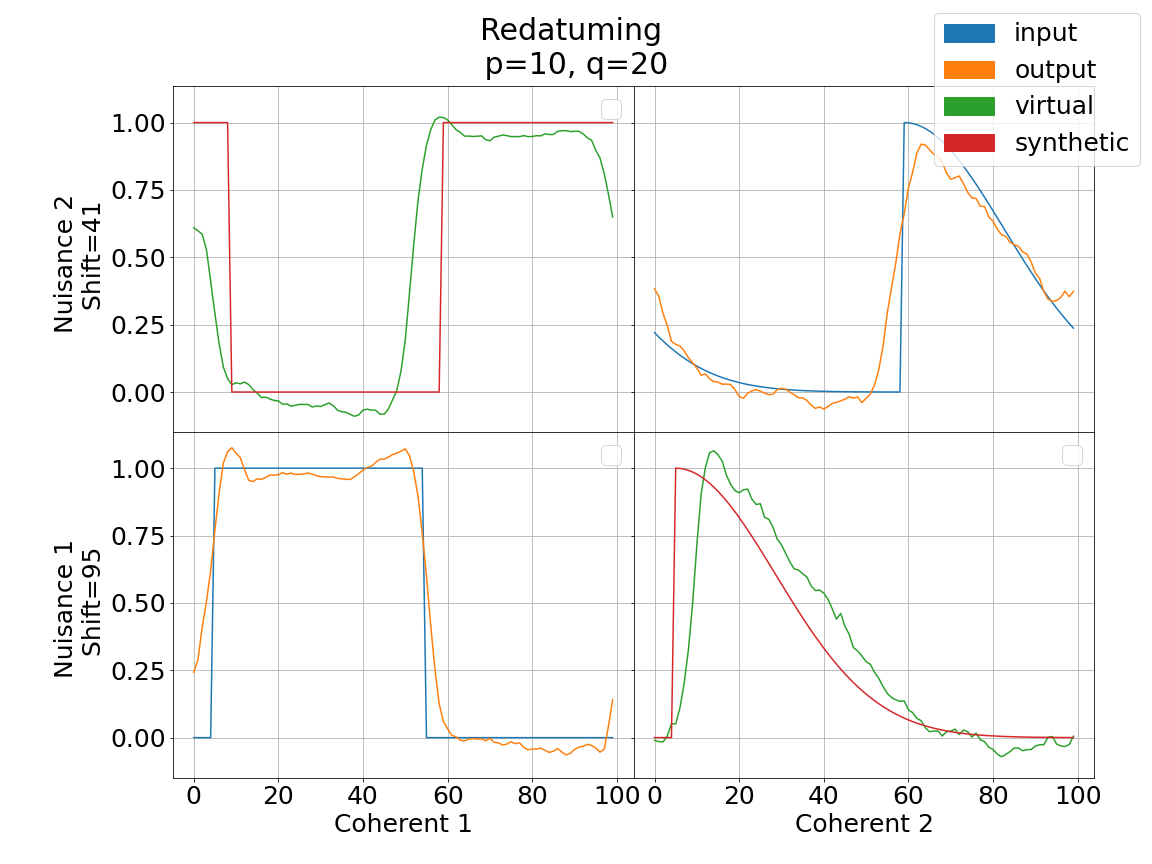 Redatuming
p=10, q=20
input
output
virtual
synthetic
Nuisance 2
Shift=41
1.00
0.75
0.50
0.25
0.00
Nuisance 1
Shift=95
1.00
0.75
0.50
0.25
0.00
0 20 40 60 80 100
0 20 40 60 80 100
Coherent 1
Coherent 2